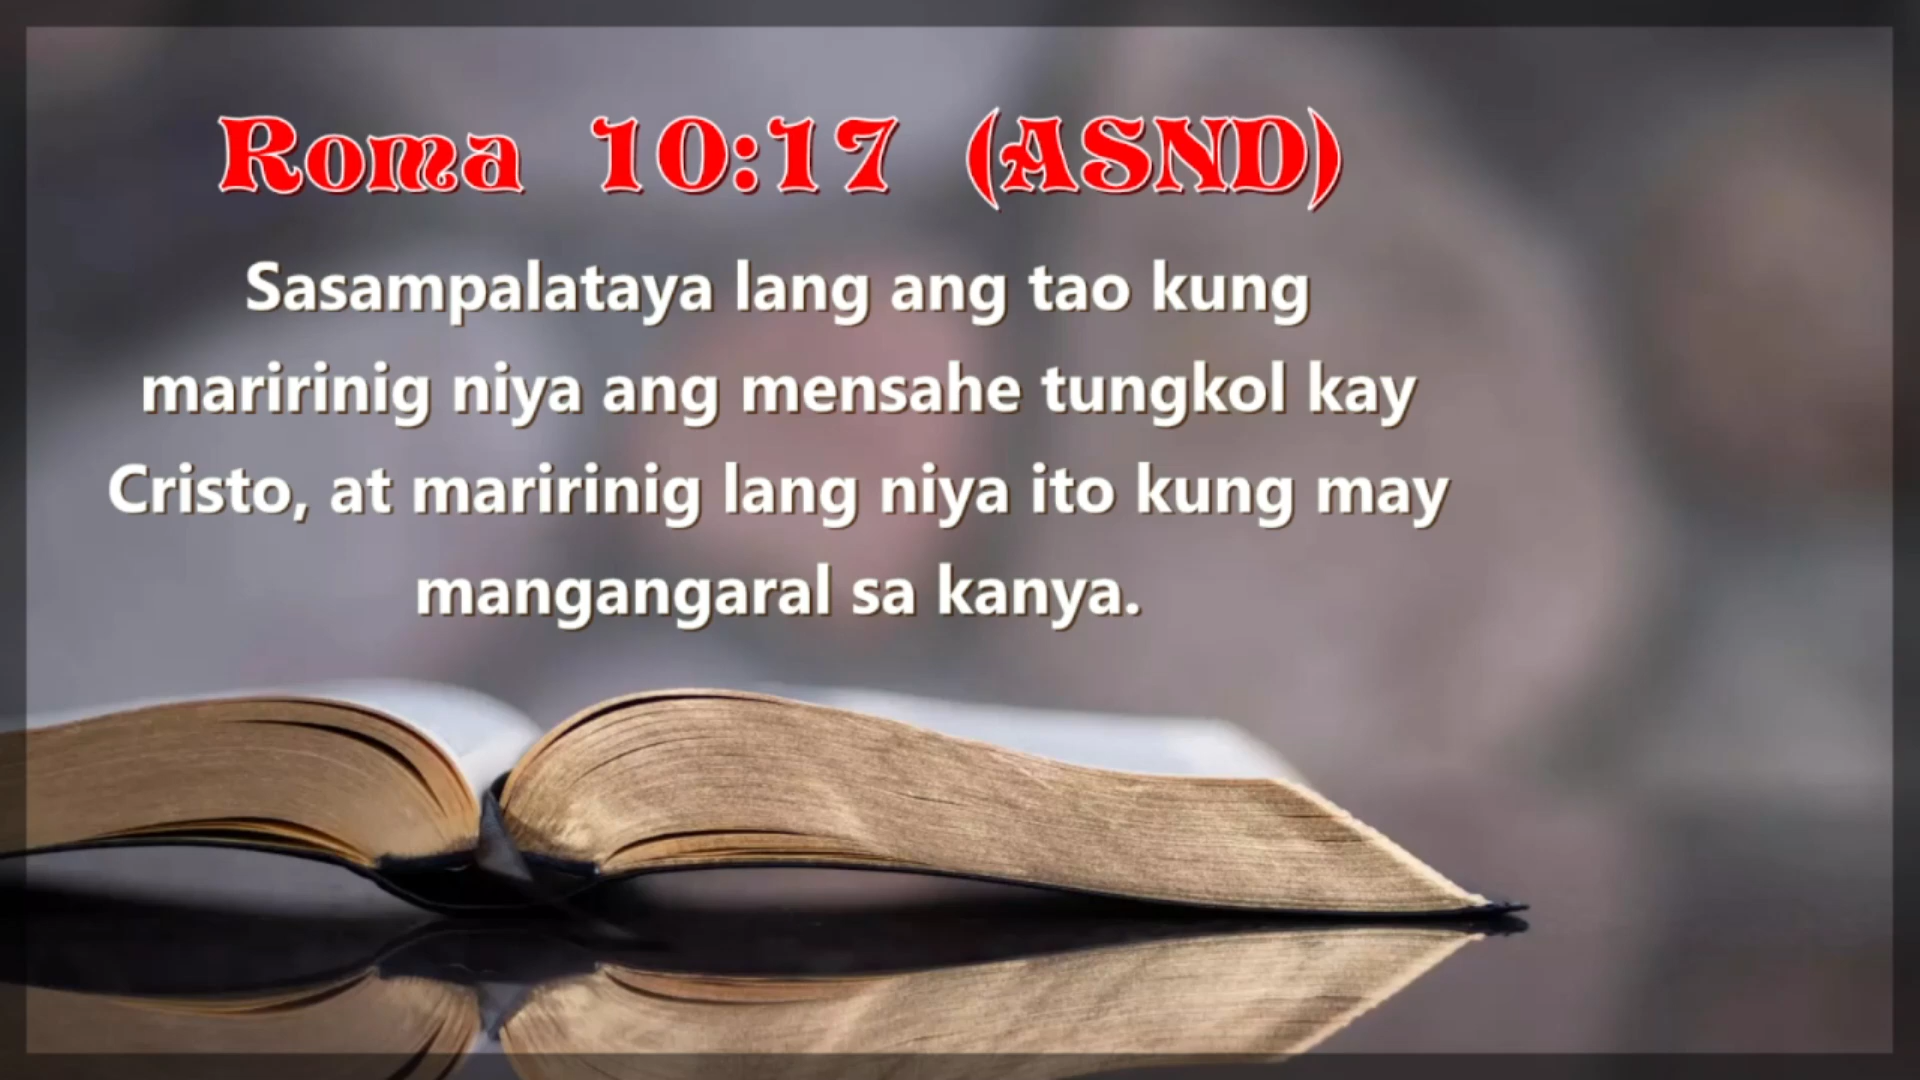 Roma 10:17 (ASND)
Sasampalataya lang ang tao kung
maririnig niya ang mensahe tungkol kay
Cristo, at maririnig lang niya ito kung may
mangangaral sa kanya.